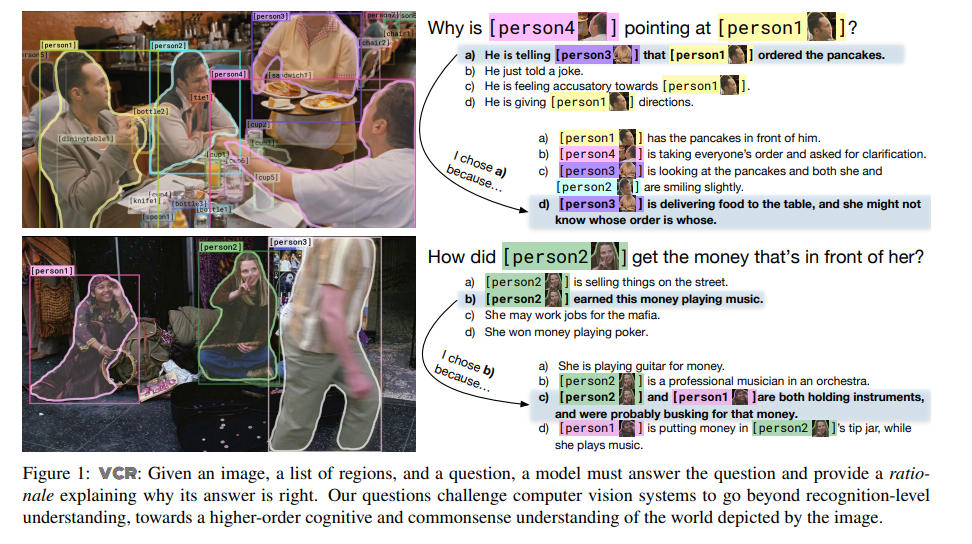 [person5]
[person3]
[person2]
[chair1]
[chair2]
[person1]
[person2]
[person4]
[sandwich1]
[tie1]
[bottle2]
[cup2]
[diningtable1]
[cup1]
[cup6]
[cup5]
[cup4]
[knife1]
[bottle3]
[bottle1]
[spoon1]
Why is [person4 ] pointing at [person1 ]?
a) He is telling [person3 ] that [person1 ] ordered the pancakes.
b) He just told a joke.
c) He is feeling accusatory towards [person1 ].
d) He is giving [person1 ] directions.
I chose a)
because...
a) [person1 ] has the pancakes in front of him.
b) [person4 ] is taking everyone's order and asked for clarification.
c) [person3 ] is looking at the pancakes and both she and
[person2 ] are smiling slightly.
d) [person3 ] is delivering food to the table, and she might not
know whose order is whose.
[person1]
[person2]
[person3]
How did [person2 ] get the money that's in front of her?
a) [person2 ] is selling things on the street.
b) [person2 ] earned this money playing music.
c) She may work jobs for the mafia.
d) She won money playing poker.
I chose b)
because...
a) She is playing guitar for money.
b) [person2 ] is a professional musician in an orchestra.
c) [person2 ] and [person1 ]are both holding instruments,
and were probably busking for that money.
d) [person1 ] is putting money in [person2 ]'s tip jar, while
she plays music.
Figure 1: VCR: Given an image, a list of regions, and a question, a model must answer the question and provide a ratio-
nale explaining why its answer is right. Our questions challenge computer vision systems to go beyond recognition-level
understanding, towards a higher-order cognitive and commonsense understanding of the world depicted by the image.